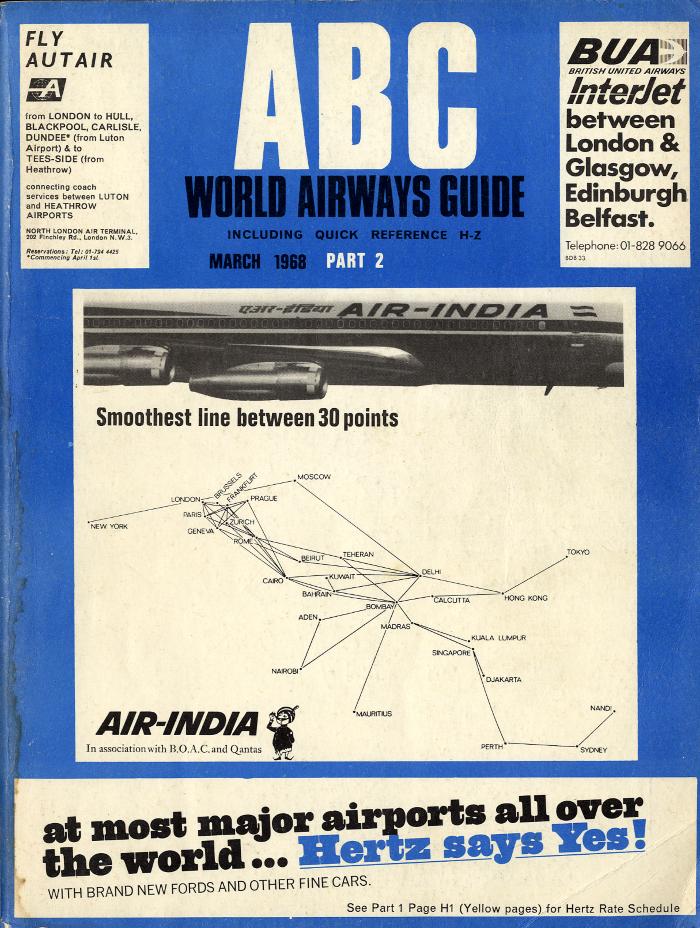 FLY
AUTAIR
A
from LONDON to HULL,
BLACKPOOL, CARLISLE,
DUNDEE* (from Luton
Airport) & to
TEES-SIDE (from
Heathrow)
connecting coach
services between LUTON
and HEATHROW
AIRPORTS
NORTH LONDON AIR TERMINAL,
202 Finchley Rd., London N.W.3.
Reservations: Tel: 01-794 4425
*Commencing April 1st.
ABC
WORLD AIRWAYS GUIDE
INCLUDING QUICK REFERENCE H-Z
MARCH 1968 PART 2
BUA
BRITISH UNITED AIRWAYS
InterJet
between
London &
Glasgow,
Edinburgh
Belfast.
Telephone: 01-828 9066
BDB 33
एअर-इंडिया AIR-INDIA
Smoothest line between 30 points
MOSCOW
BRUSSELS
FRANKFURT
LONDON
PRAGUE
PARIS
NEW YORK
ZURICH
GENEVA
ROME
BEIRUT
TEHERAN
TOKYO
CAIRO
KUWAIT
DELHI
BAHRAIN
BOMBAY
CALCUTTA
HONG KONG
ADEN
MADRAS
KUALA LUMPUR
SINGAPORE
NAIROBI
DJAKARTA
MAURITIUS
NANDI
PERTH
SYDNEY
AIR-INDIA
In association with B.O.A.C. and Qantas
at most major airports all over
the world... Hertz says Yes!
WITH BRAND NEW FORDS AND OTHER FINE CARS.
See Part 1 Page H1 (Yellow pages) for Hertz Rate Schedule